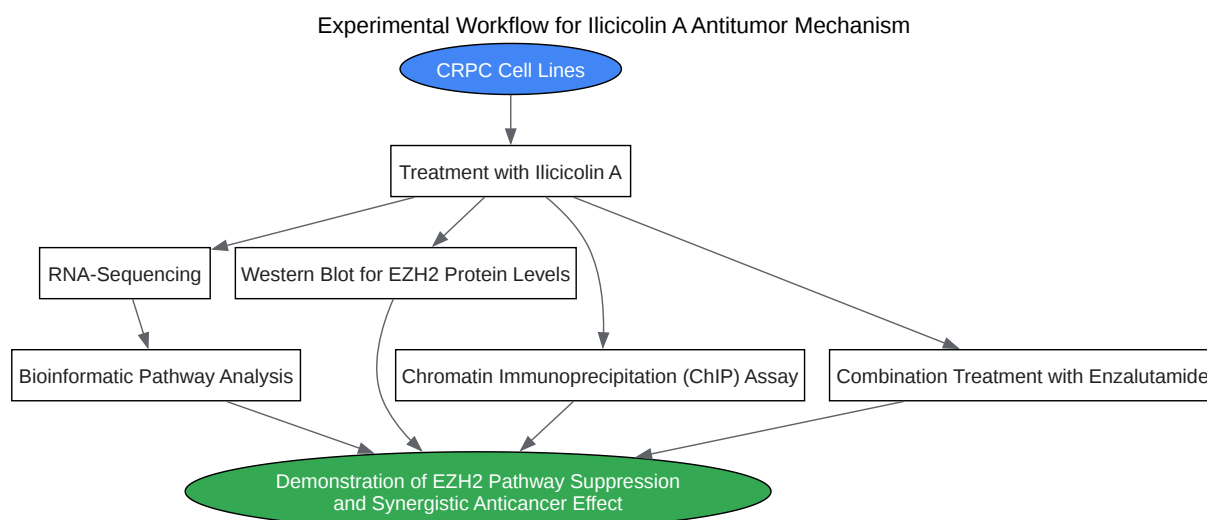 Experimental Workflow for Ilicicolin A Antitumor Mechanism
CRPC Cell Lines
Treatment with Ilicicolin A
RNA-Sequencing
Western Blot for EZH2 Protein Levels
Bioinformatic Pathway Analysis
Chromatin Immunoprecipitation (ChIP) Assay
Combination Treatment with Enzalutamide
Demonstration of EZH2 Pathway Suppression
and Synergistic Anticancer Effect